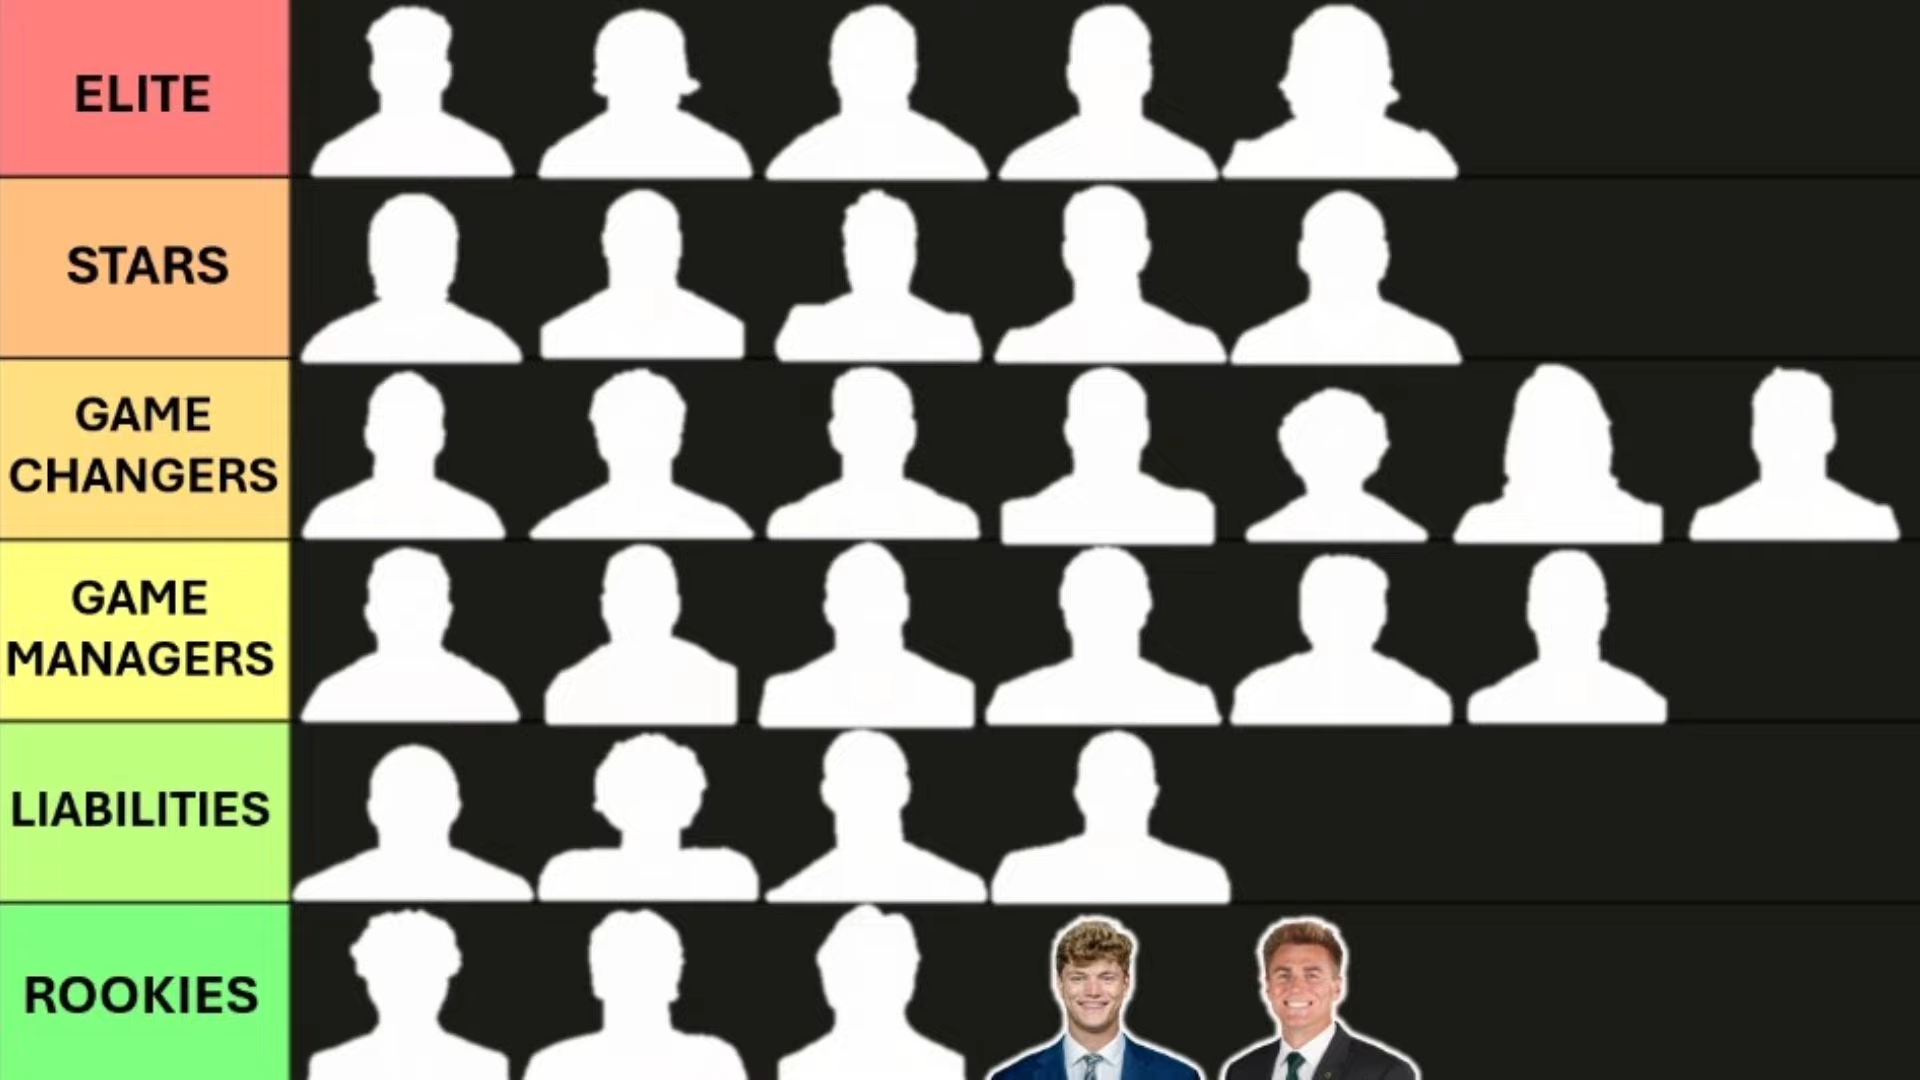 ELITE
STARS
GAME
CHANGERS
GAME
MANAGERS
LIABILITIES
ROOKIES